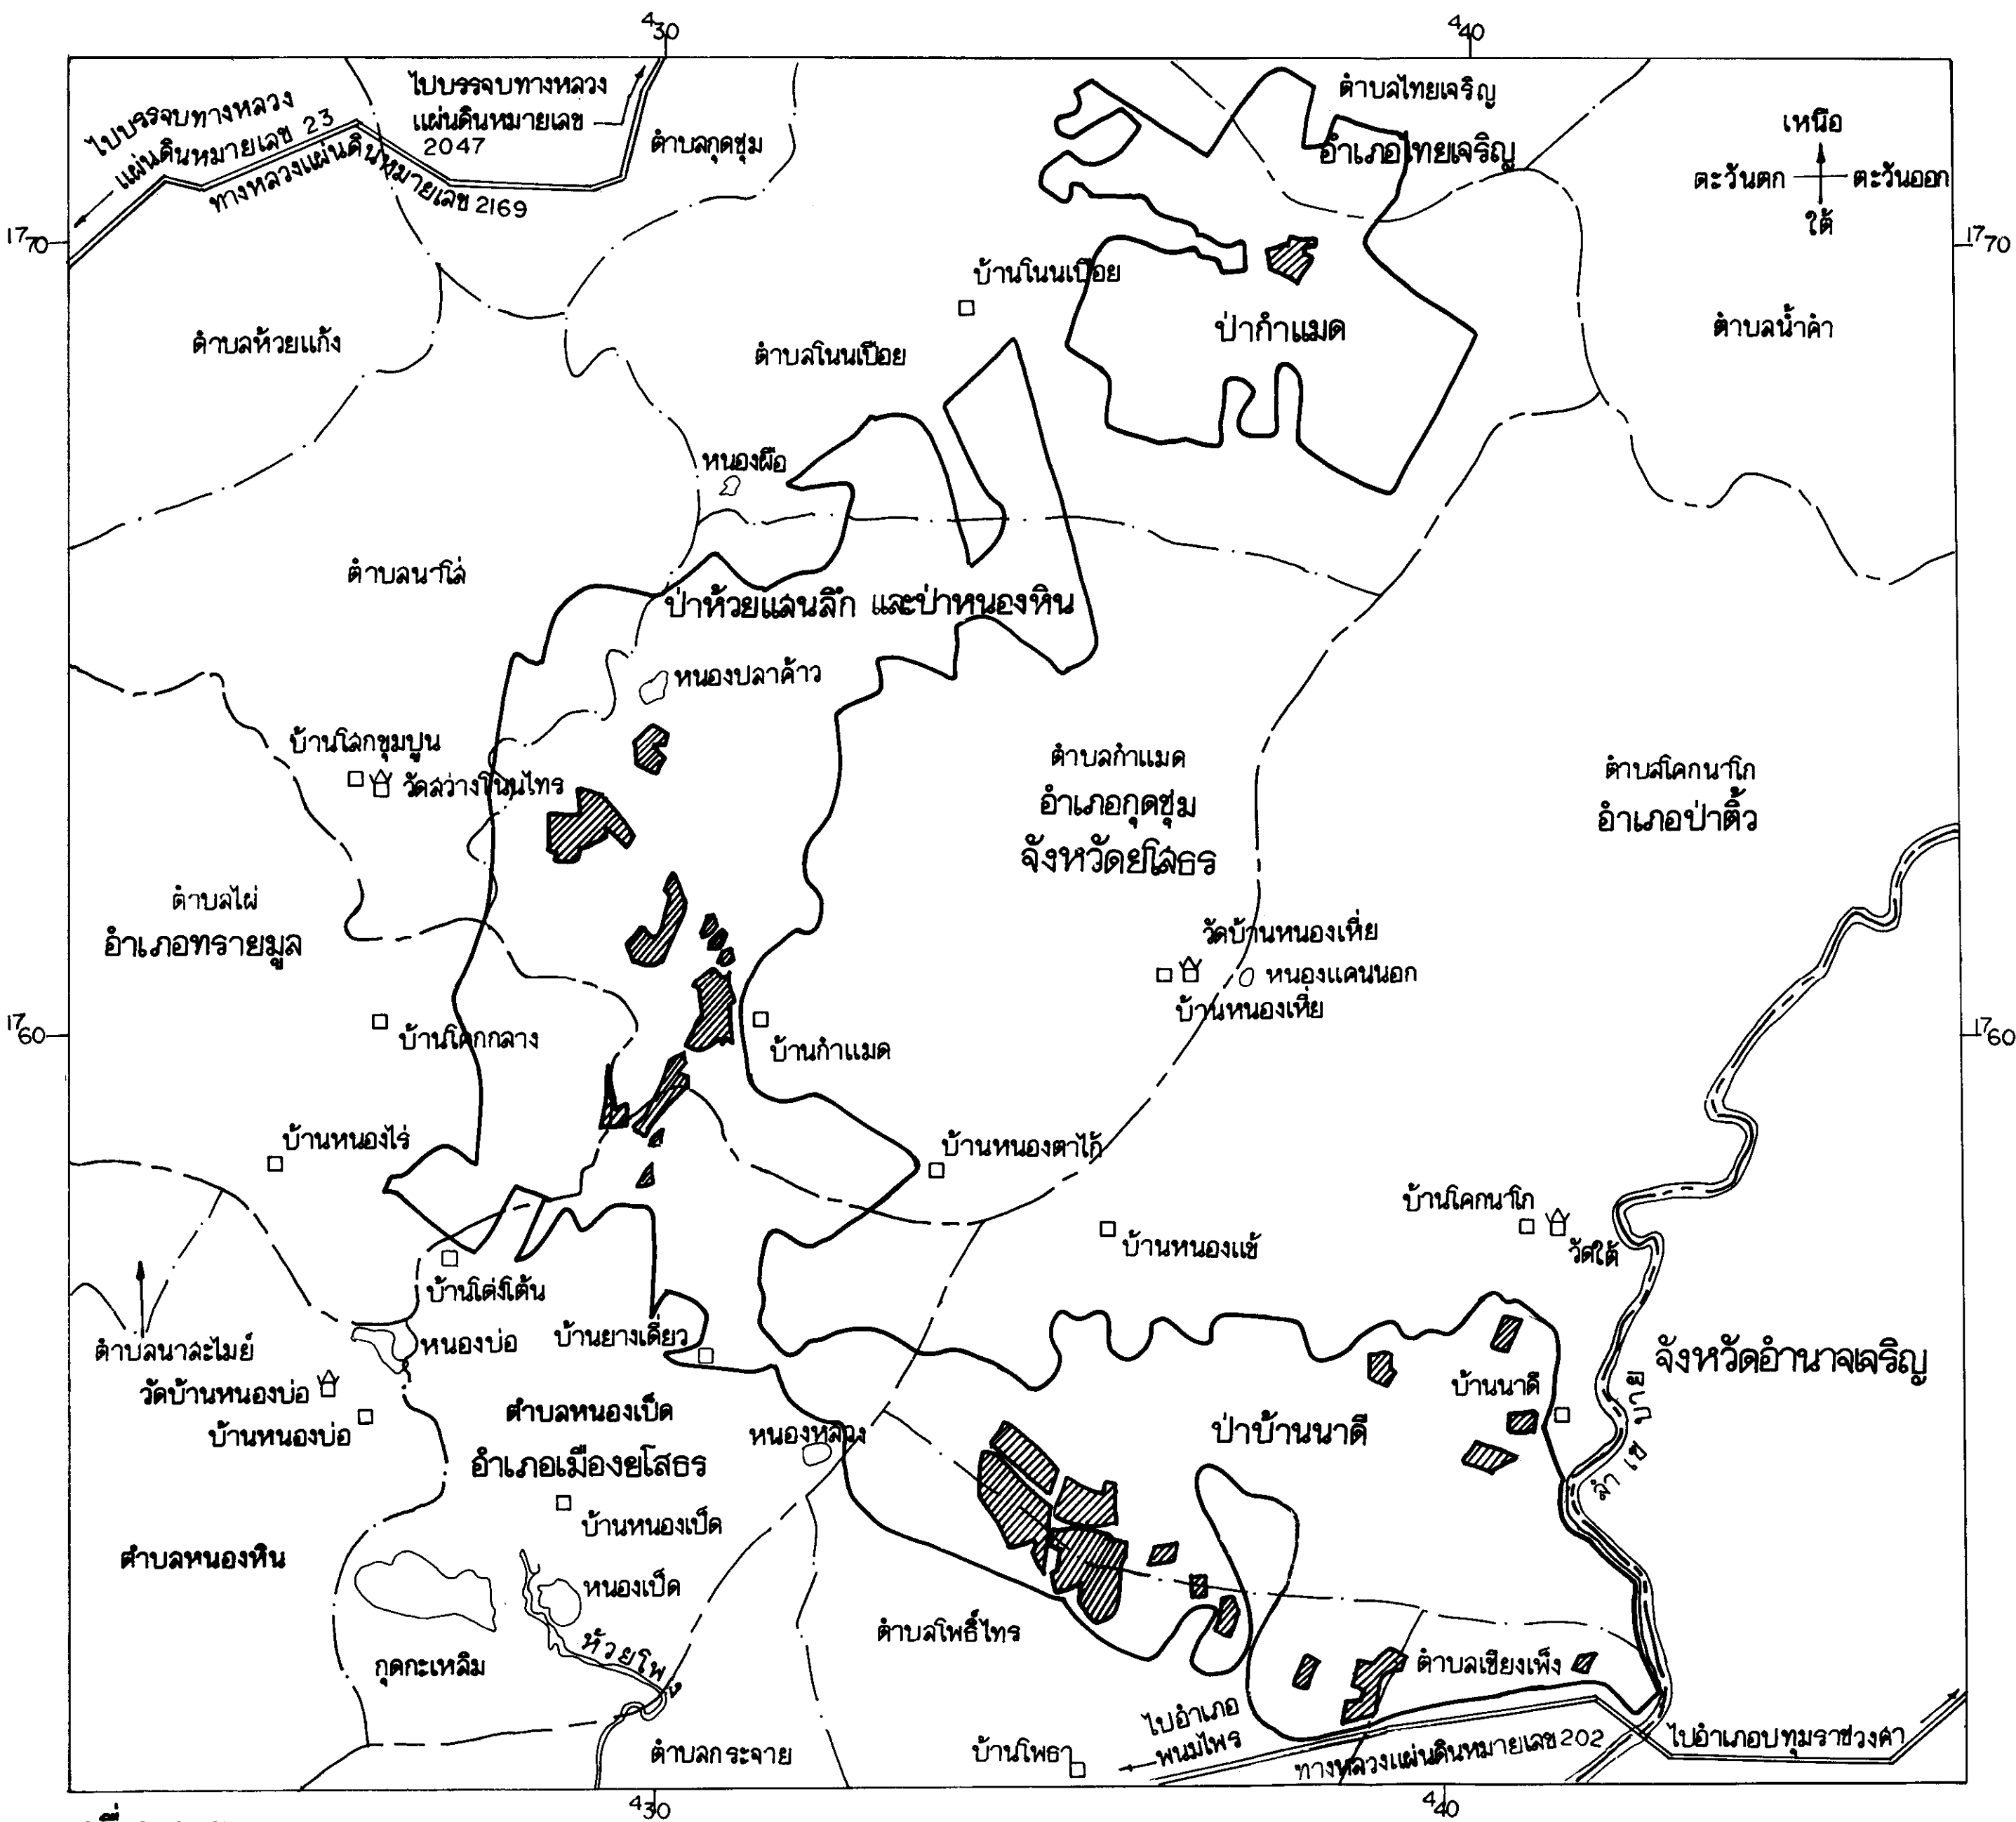 430
440
ไปบรรจบทางหลวง
แผ่นดินหมายเลข 23
ไปบรรจบทางหลวง
แผ่นดินหมายเลข
2047
ทางหลวงแผ่นดินหมายเลข 2169
ตำบลกุดชุม
ตำบลไทยเจริญ
อำเภอไทยเจริญ
เหนือ
ตะวันตก
ตะวันออก
ใต้
1770
1770
บ้านโนนเปือย
ตำบลห้วยแก้ง
ตำบลโนนเปือย
ป่ากำแมด
ตำบลน้ำคำ
หนองผือ
ตำบลนาโส่
ป่าห้วยแสนลึก และป่าหนองหิน
หนองปลาค้าว
บ้านโสกขุมปูน
วัดสว่างโนนไทร
ตำบลกำแมด
อำเภอกุดชุม
จังหวัดยโสธร
ตำบลโคกนาโก
อำเภอป่าติ้ว
ตำบลไผ่
อำเภอทรายมูล
วัดบ้านหนองเหี่ย
หนองแคนนอก
บ้านหนองเหี่ย
1760
1760
บ้านโคกกลาง
บ้านกำแมด
บ้านหนองไร่
บ้านหนองตาไก้
บ้านโคกนาโก
วัดใต้
บ้านหนองแข้
บ้านโต่งโต้น
หนองบ่อ
บ้านยางเดี่ยว
ตำบลนาสะไมย์
วัดบ้านหนองบ่อ
บ้านหนองบ่อ
จังหวัดอำนาจเจริญ
บ้านนาดี
ตำบลหนองเป็ด
หนองหลวง
ป่าบ้านนาดี
อำเภอเมืองยโสธร
ลำเซบาย
บ้านหนองเป็ด
ตำบลหนองหิน
หนองเป็ด
ห้วยโพ
ตำบลโพธิ์ไทร
กุดกะเหลิม
ตำบลเชียงเพ็ง
ไปอำเภอ
พนมไพร
ตำบลกระจาย
บ้านโพธา
ทางหลวงแผ่นดินหมายเลข 202
ไปอำเภอปทุมราชวงศา
430
440